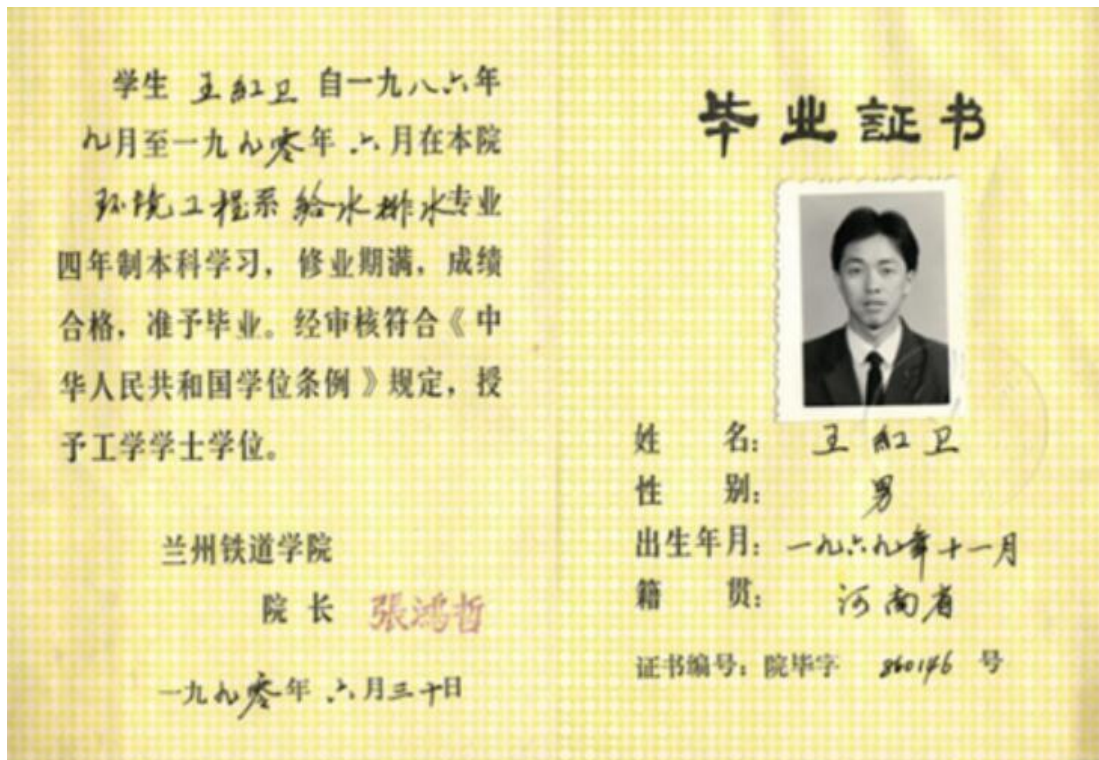 学生 王红卫 自一九八六年
九月至一九九零年 六月在本院
环境工程系给水排水专业
四年制本科学习，修业期满，成绩
合格，准予毕业。经审核符合《中
华人民共和国学位条例》规定，授
予工学学士学位。
兰州铁道学院
院 长 張鸿哲
一九九零年 六月三十日
毕业证书
姓 名：王红卫
性 别：男
出生年月：一九六九年十一月
籍 贯：河南省
证书编号：院毕字 860146 号